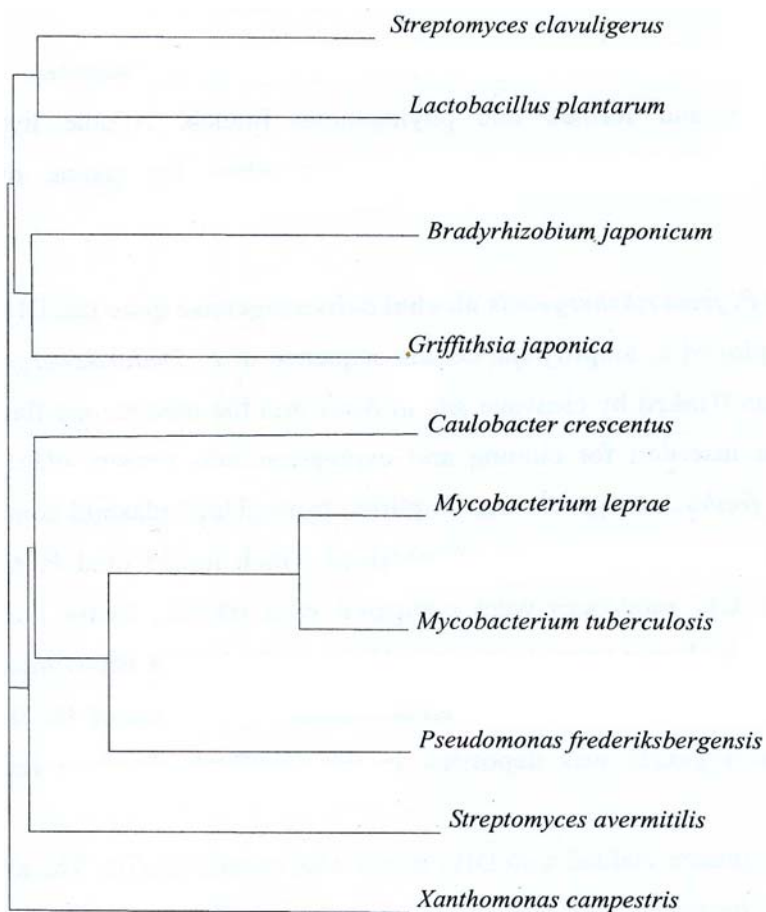 Streptomyces clavuligerus
Lactobacillus plantarum
Bradyrhizobium japonicum
Griffithsia japonica
Caulobacter crescentus
Mycobacterium leprae
Mycobacterium tuberculosis
Pseudomonas frederiksbergensis
Streptomyces avermitilis
Xanthomonas campestris